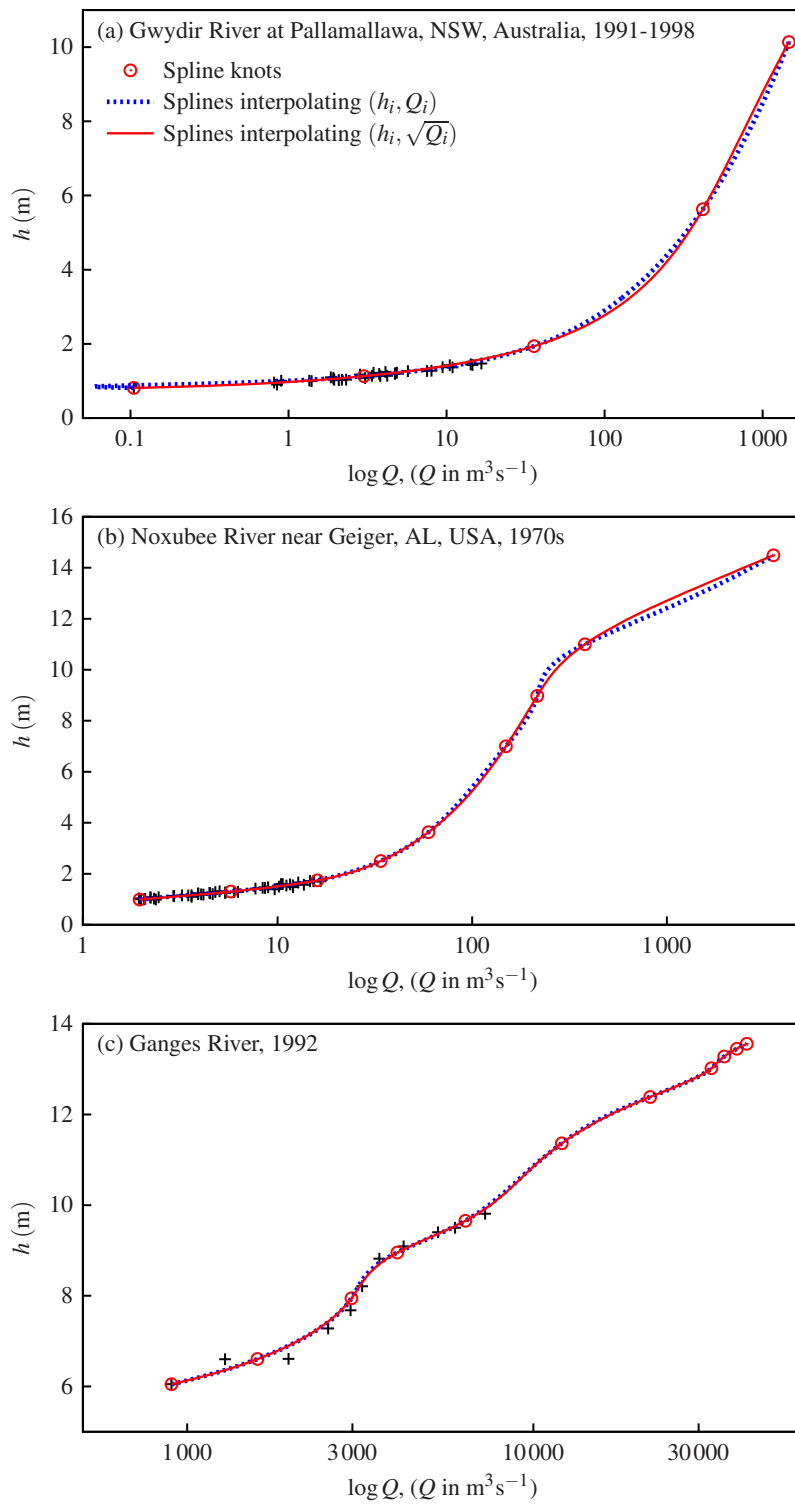 (a) Gwydir River at Pallamallawa, NSW, Australia, 1991-1998
Spline knots
Splines interpolating (hᵢ, Qᵢ)
Splines interpolating (hᵢ, √Qᵢ)
10
8
6
4
2
0
h (m)
0.1 1 10 100 1000
log Q, (Q in m³s⁻¹)
(b) Noxubee River near Geiger, AL, USA, 1970s
16
14
12
10
8
6
4
2
0
h (m)
1 10 100 1000
log Q, (Q in m³s⁻¹)
(c) Ganges River, 1992
14
12
10
8
6
h (m)
1000 3000 10000 30000
log Q, (Q in m³s⁻¹)